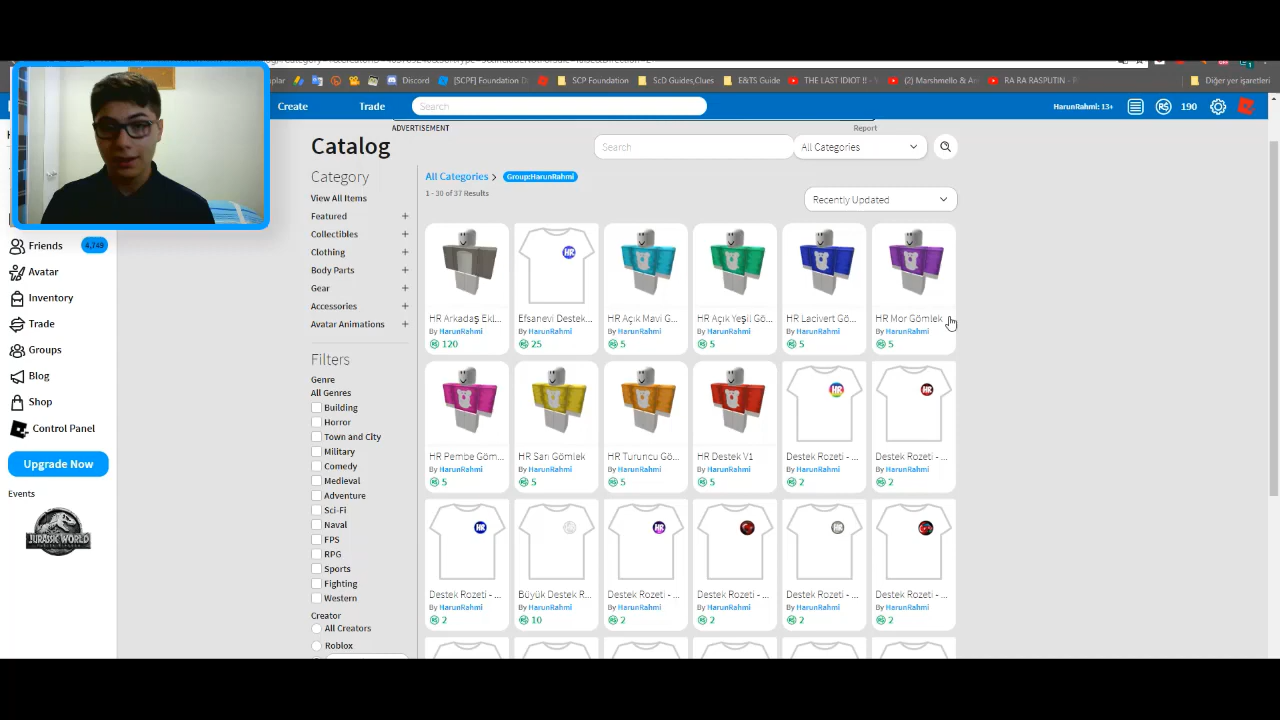 Discord
[SCPF] Foundation D
SCP Foundation
ScD Guides,Clues
E&TS Guide
THE LAST IDIOT !! -
(2) Marshmello & An
RA RA RASPUTIN - 
Diğer yer işaretleri
Create
Trade
Search
HarunRahmi: 13+
190
ADVERTISEMENT
Report
Catalog
Search
All Categories
Category
View All Items
Featured +
Collectibles +
Clothing +
Body Parts +
Gear +
Accessories +
Avatar Animations +
Filters
Genre
All Genres
Building
Horror
Town and City
Military
Comedy
Medieval
Adventure
Sci-Fi
Naval
FPS
RPG
Sports
Fighting
Western
Creator
All Creators
Roblox
Friends 4,749
Avatar
Inventory
Trade
Groups
Blog
Shop
Control Panel
Upgrade Now
Events
JURASSIC WORLD
All Categories > Group:HarunRahmi
1 - 30 of 37 Results
Recently Updated
HR
HR Arkadaş Ekl...
By HarunRahmi
120
Efsanevi Destek...
By HarunRahmi
25
HR Açık Mavi G...
By HarunRahmi
5
HR Açık Yeşil Gö...
By HarunRahmi
5
HR Lacivert Gö...
By HarunRahmi
5
HR Mor Gömlek
By HarunRahmi
5
HR Pembe Göm...
By HarunRahmi
5
HR Sarı Gömlek
By HarunRahmi
5
HR Turuncu Gö...
By HarunRahmi
5
HR Destek V1
By HarunRahmi
5
HR
Destek Rozeti - ...
By HarunRahmi
2
HR
Destek Rozeti - ...
By HarunRahmi
2
HR
Destek Rozeti - ...
By HarunRahmi
2
Büyük Destek R...
By HarunRahmi
10
HR
Destek Rozeti - ...
By HarunRahmi
2
Destek Rozeti - ...
By HarunRahmi
2
HR
Destek Rozeti - ...
By HarunRahmi
2
Destek Rozeti - ...
By HarunRahmi
2